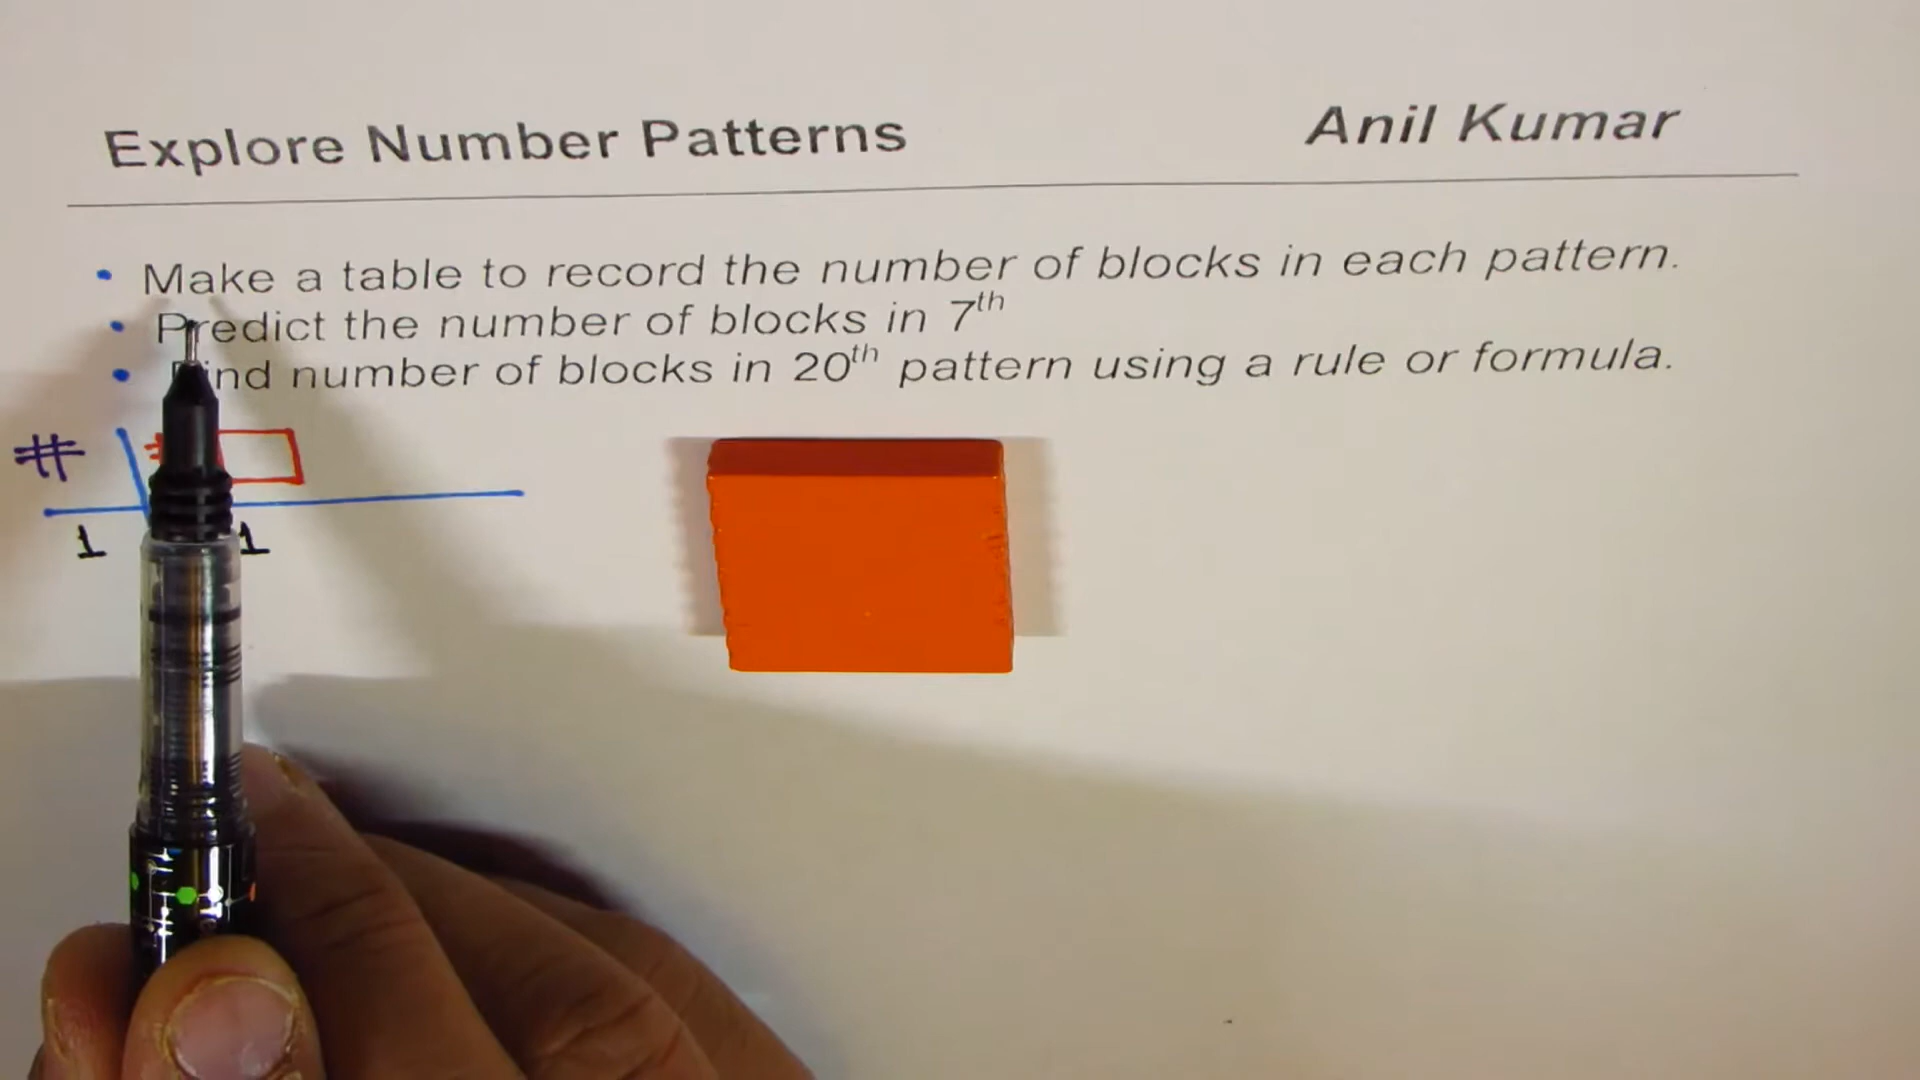 Explore Number Patterns Anil Kumar
• Make a table to record the number of blocks in each pattern.
• Predict the number of blocks in 7th
• Find number of blocks in 20th pattern using a rule or formula.
# #
1 1